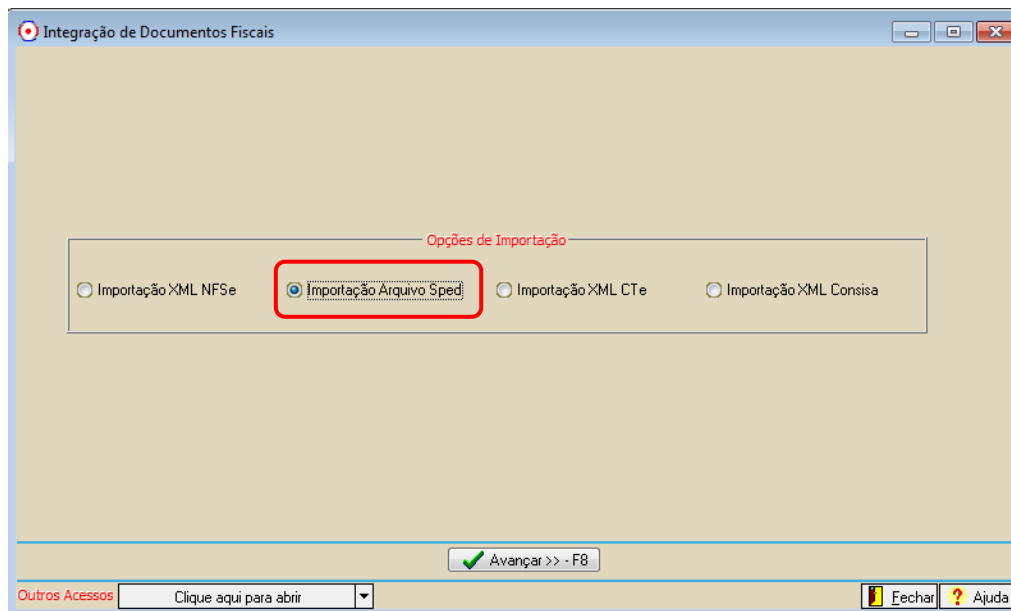 Integração de Documentos Fiscais
Opções de Importação
Importação XML NFSe Importação Arquivo Sped Importação XML CTe Importação XML Consisa
Avançar >> - F8
Outros Acessos Clique aqui para abrir Fechar ? Ajuda